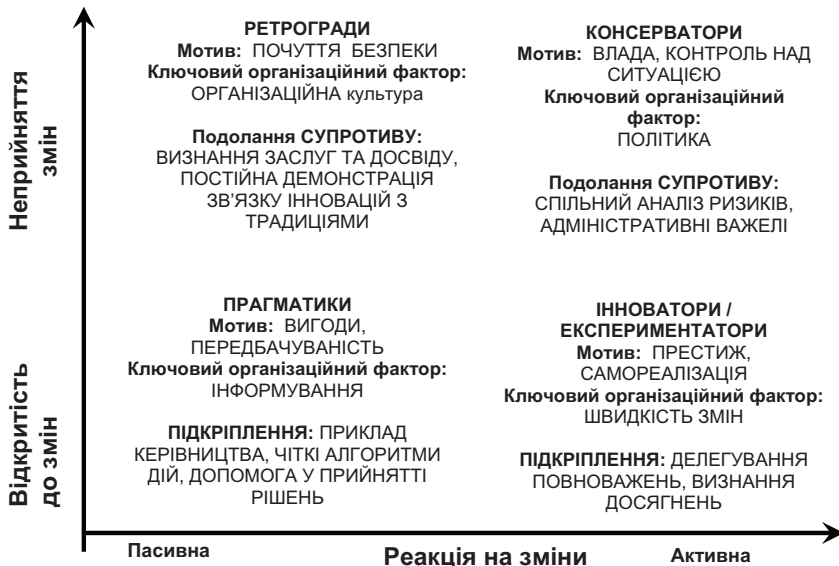 Неприйняття
змін
РЕТРОГРАДИ
Мотив: ПОЧУТТЯ БЕЗПЕКИ
Ключовий організаційний фактор:
ОРГАНІЗАЦІЙНА культура
Подолання СУПРОТИВУ:
ВИЗНАННЯ ЗАСЛУГ ТА ДОСВІДУ,
ПОСТІЙНА ДЕМОНСТРАЦІЯ
ЗВ’ЯЗКУ ІННОВАЦІЙ З
ТРАДИЦІЯМИ
КОНСЕРВАТОРИ
Мотив: ВЛАДА, КОНТРОЛЬ НАД
СИТУАЦІЄЮ
Ключовий організаційний
фактор:
ПОЛІТИКА
Подолання СУПРОТИВУ:
СПІЛЬНИЙ АНАЛІЗ РИЗИКІВ,
АДМІНІСТРАТИВНІ ВАЖЕЛІ
Відкритість
до змін
ПРАГМАТИКИ
Мотив: ВИГОДИ,
ПЕРЕДБАЧУВАНІСТЬ
Ключовий організаційний фактор:
ІНФОРМУВАННЯ
ПІДКРІПЛЕННЯ: ПРИКЛАД
КЕРІВНИЦТВА, ЧІТКІ АЛГОРИТМИ
ДІЙ, ДОПОМОГА У ПРИЙНЯТТІ
РІШЕНЬ
ІННОВАТОРИ /
ЕКСПЕРИМЕНТАТОРИ
Мотив: ПРЕСТИЖ,
САМОРЕАЛІЗАЦІЯ
Ключовий організаційний фактор:
ШВИДКІСТЬ ЗМІН
ПІДКРІПЛЕННЯ: ДЕЛЕГУВАННЯ
ПОВНОВАЖЕНЬ, ВИЗНАННЯ
ДОСЯГНЕНЬ
Пасивна
Реакція на зміни
Активна